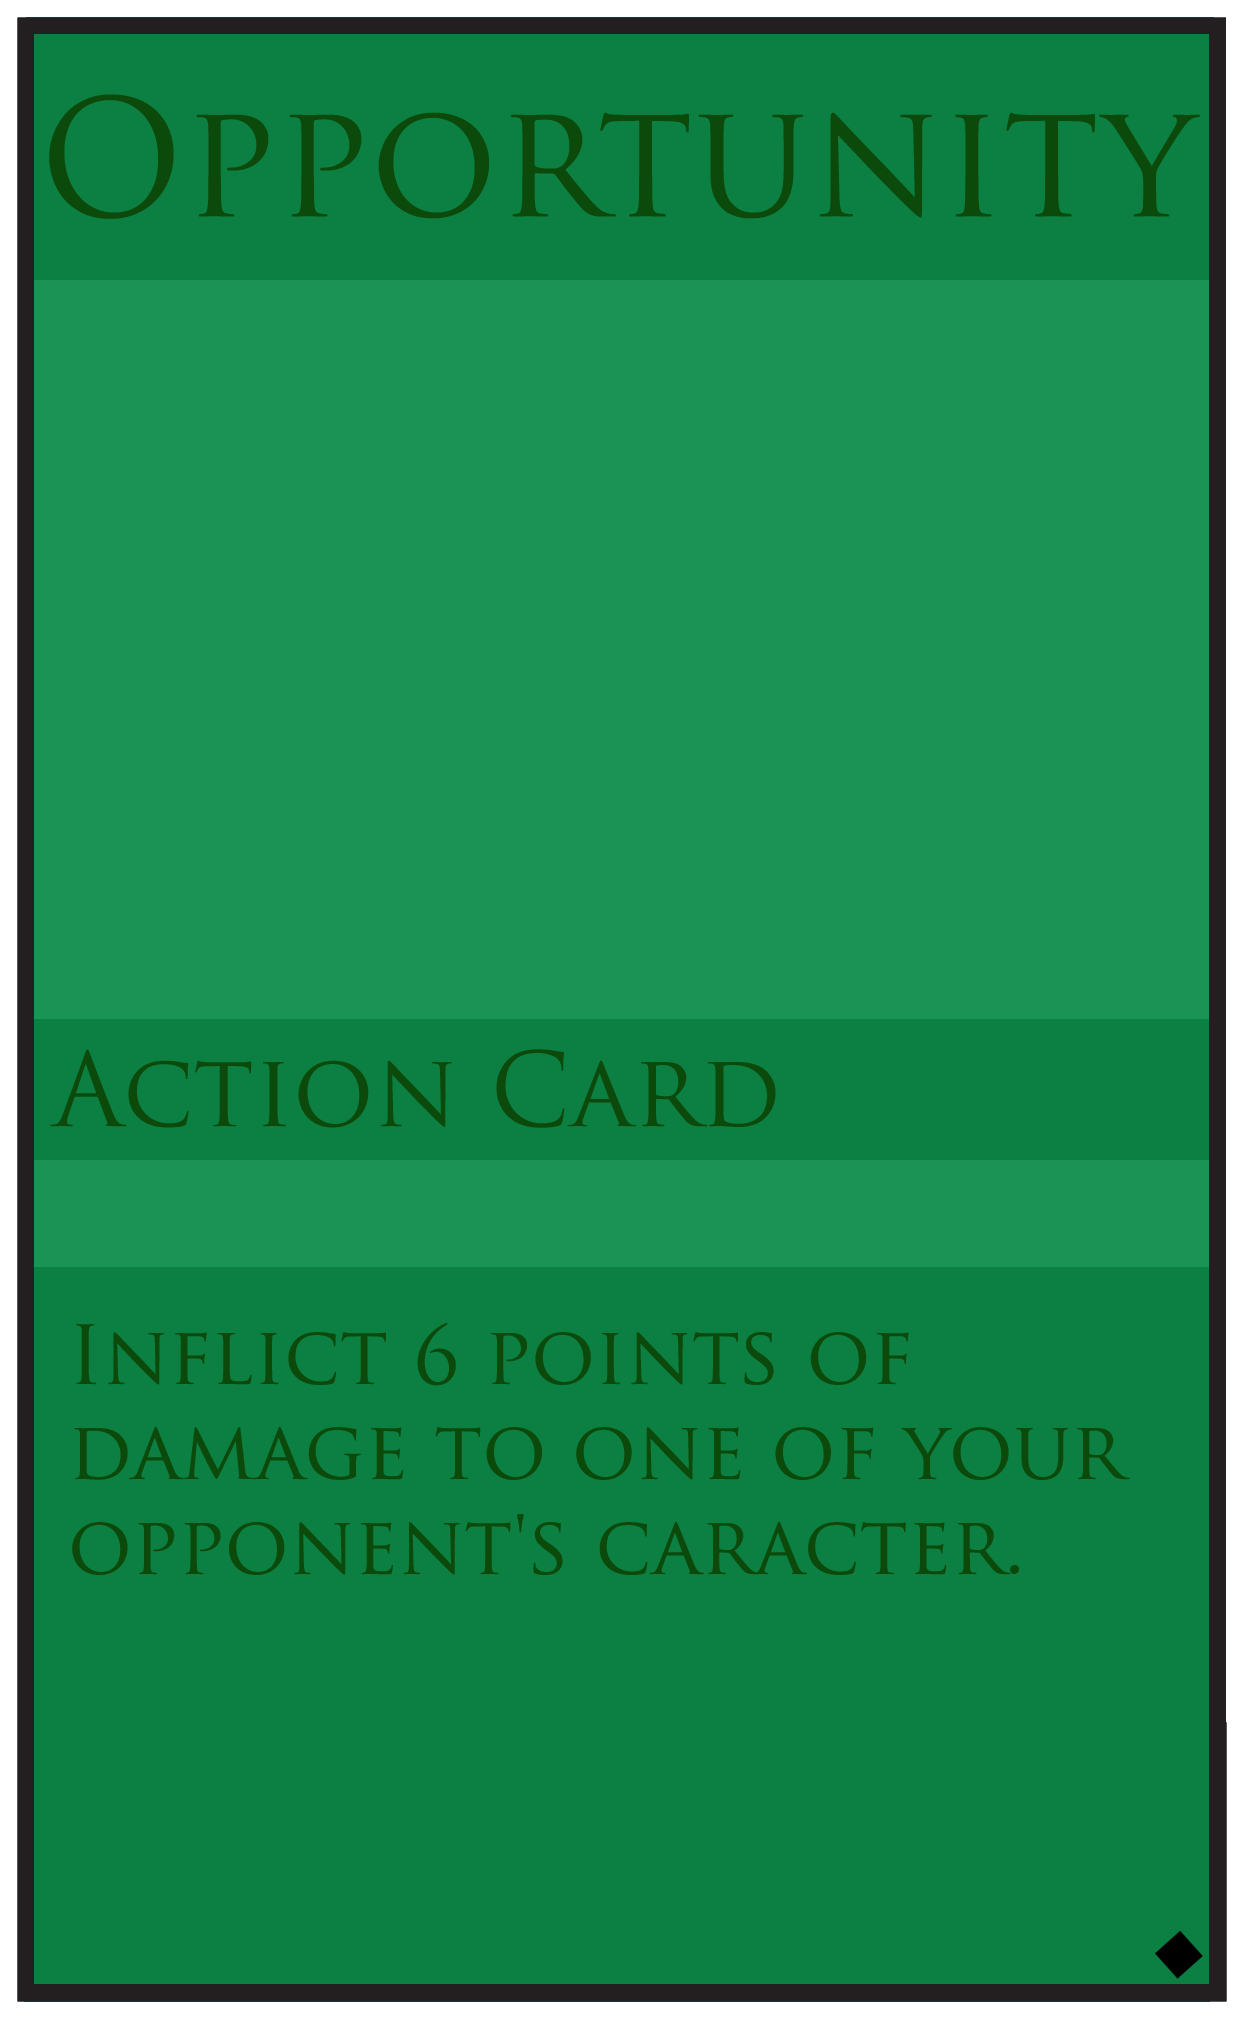 Opportunity
Action Card
Inflict 6 points of
damage to one of your
opponent's caracter.